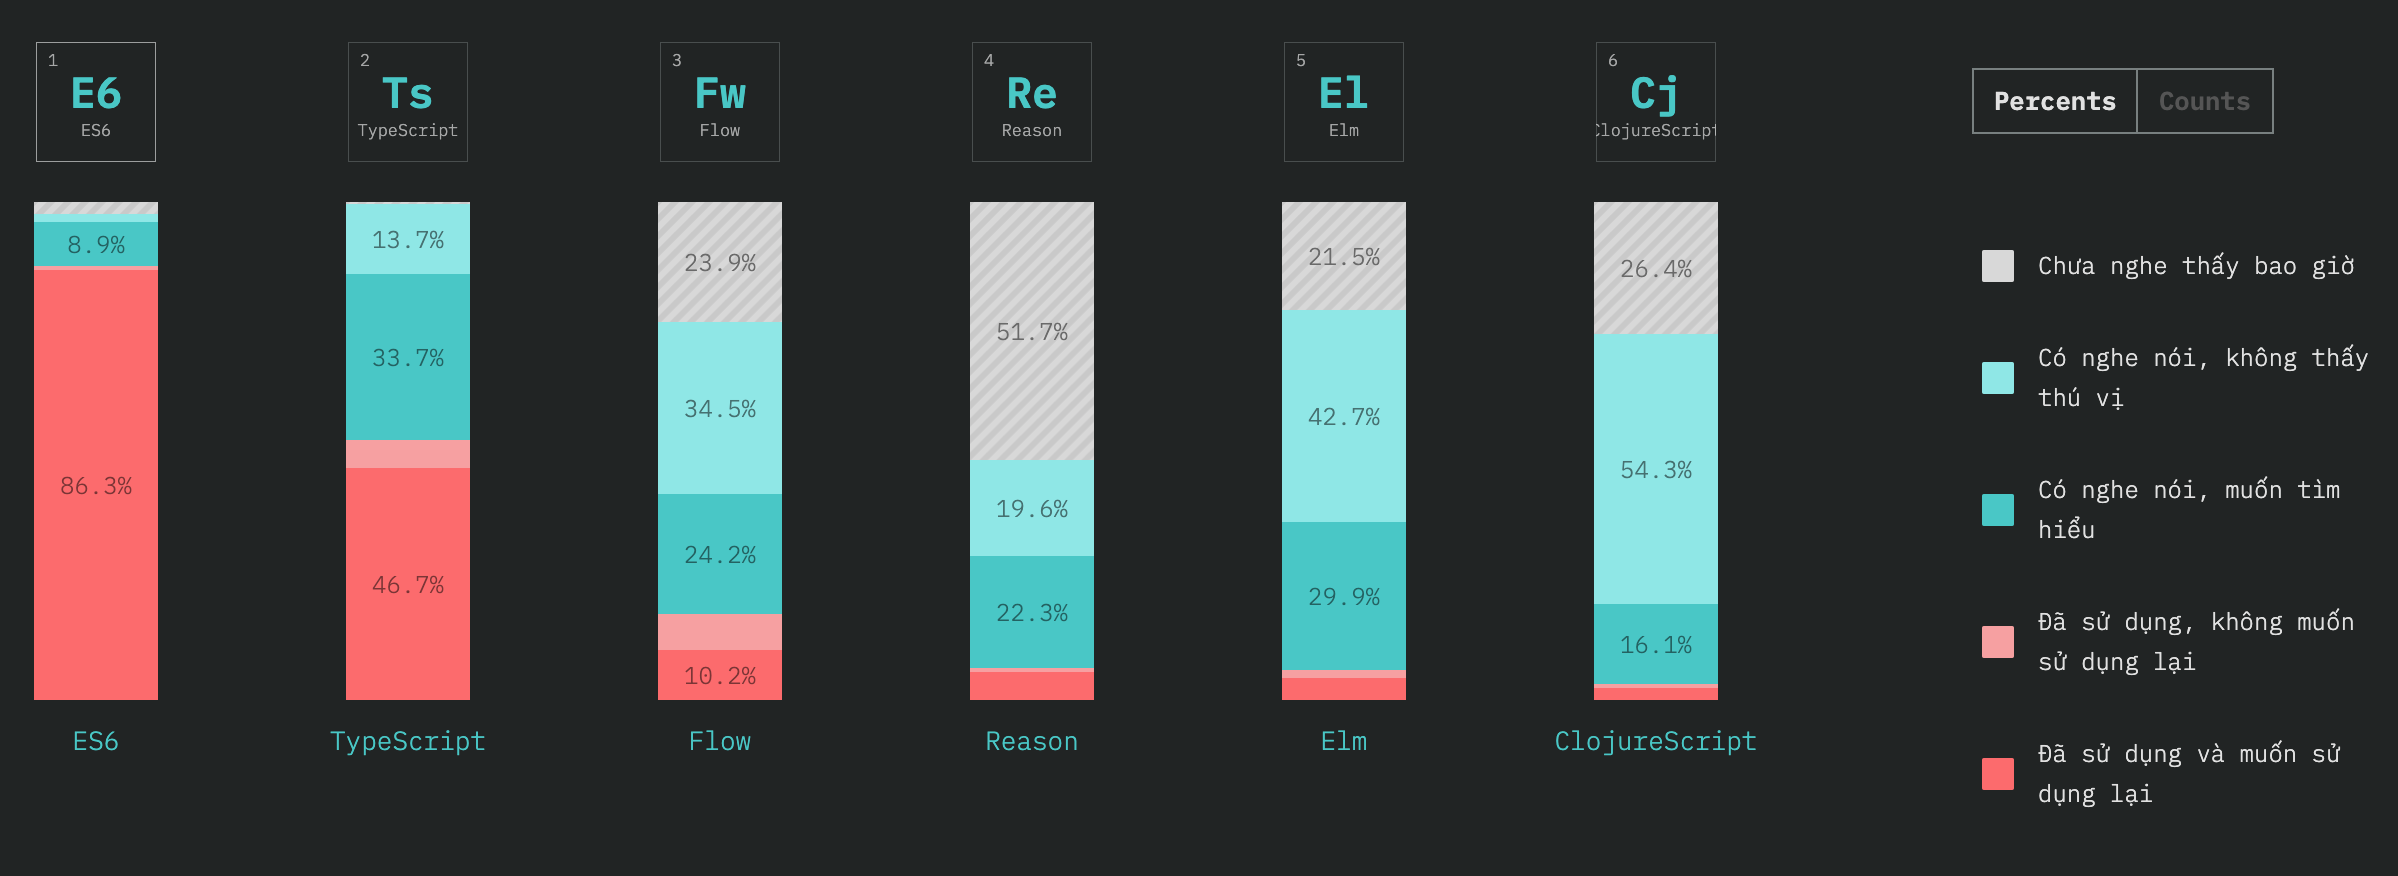 1
E6
ES6
2
Ts
TypeScript
3
Fw
Flow
4
Re
Reason
5
El
Elm
6
Cj
ClojureScript
Percents
Counts
8.9%
86.3%
13.7%
33.7%
46.7%
23.9%
34.5%
24.2%
10.2%
51.7%
19.6%
22.3%
21.5%
42.7%
29.9%
26.4%
54.3%
16.1%
ES6
TypeScript
Flow
Reason
Elm
ClojureScript
Chưa nghe thấy bao giờ
Có nghe nói, không thấy
thú vị
Có nghe nói, muốn tìm
hiểu
Đã sử dụng, không muốn
sử dụng lại
Đã sử dụng và muốn sử
dụng lại